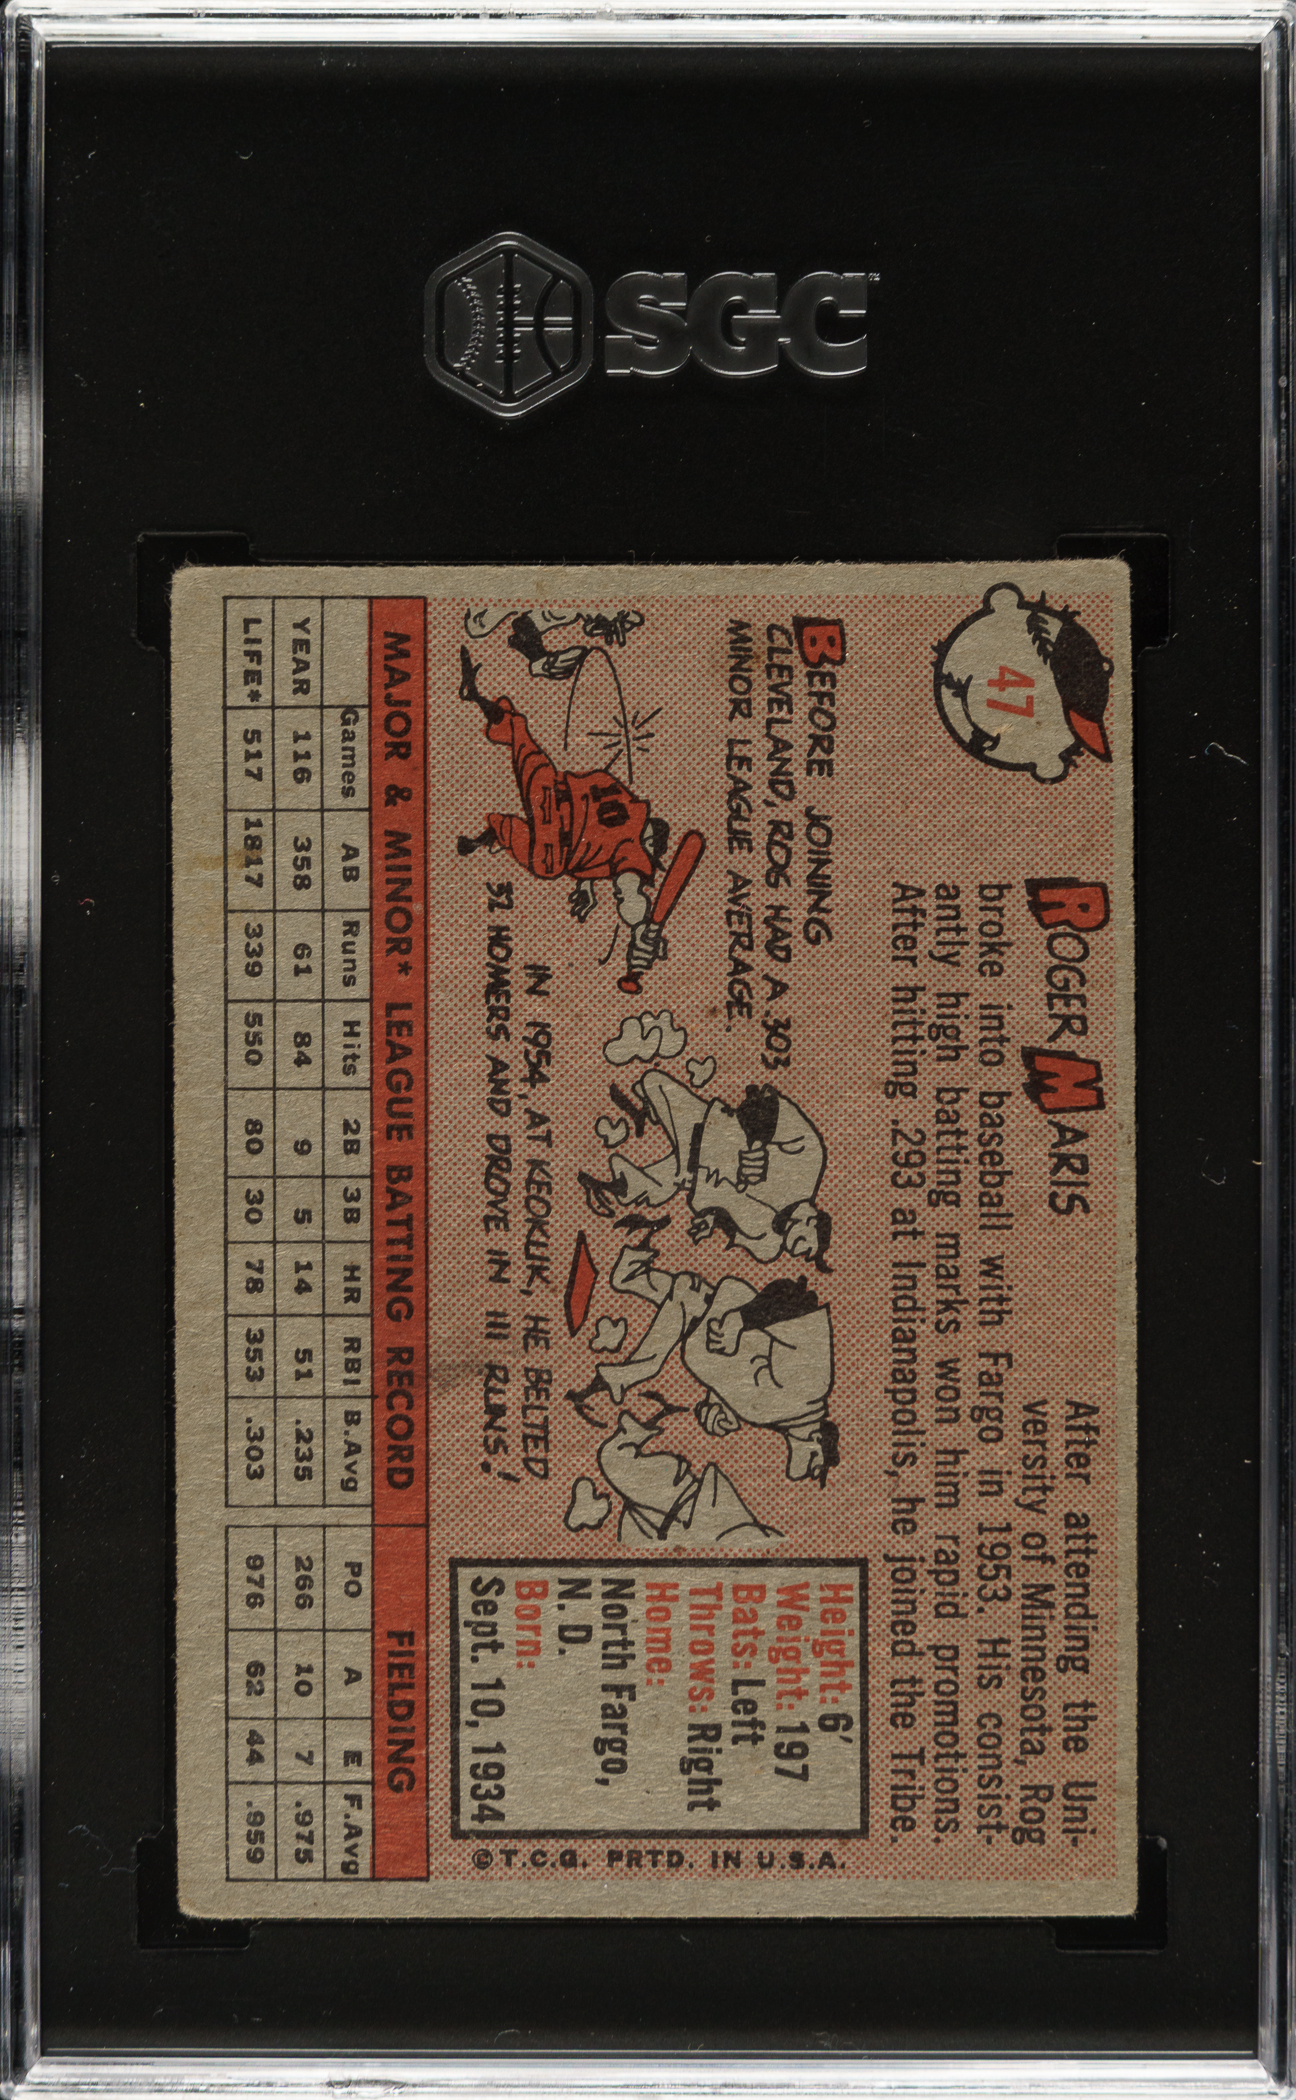 SGC
™
47
ROGER MARIS
After attending the Uni-
versity of Minnesota, Rog
broke into baseball with Fargo in 1953. His consist-
antly high batting marks won him rapid promotions.
After hitting .293 at Indianapolis, he joined the Tribe.
BEFORE JOINING
CLEVELAND, ROG HAD A .303
MINOR LEAGUE AVERAGE.
10
IN 1954, AT KEOKUK, HE BELTED
32 HOMERS AND DROVE IN 111 RUNS!
Height: 6'
Weight: 197
Bats: Left
Throws: Right
Home:
North Fargo,
N. D.
Born:
Sept. 10, 1934
© T.C.G. PRTD. IN U.S.A.
MAJOR & MINOR* LEAGUE BATTING RECORD FIELDING
Games AB Runs Hits 2B 3B HR RBI B.Avg PO A E F.Avg
YEAR 116 358 61 84 9 5 14 51 .235 266 10 7 .975
LIFE* 517 1817 339 550 80 30 78 353 .303 976 62 44 .959